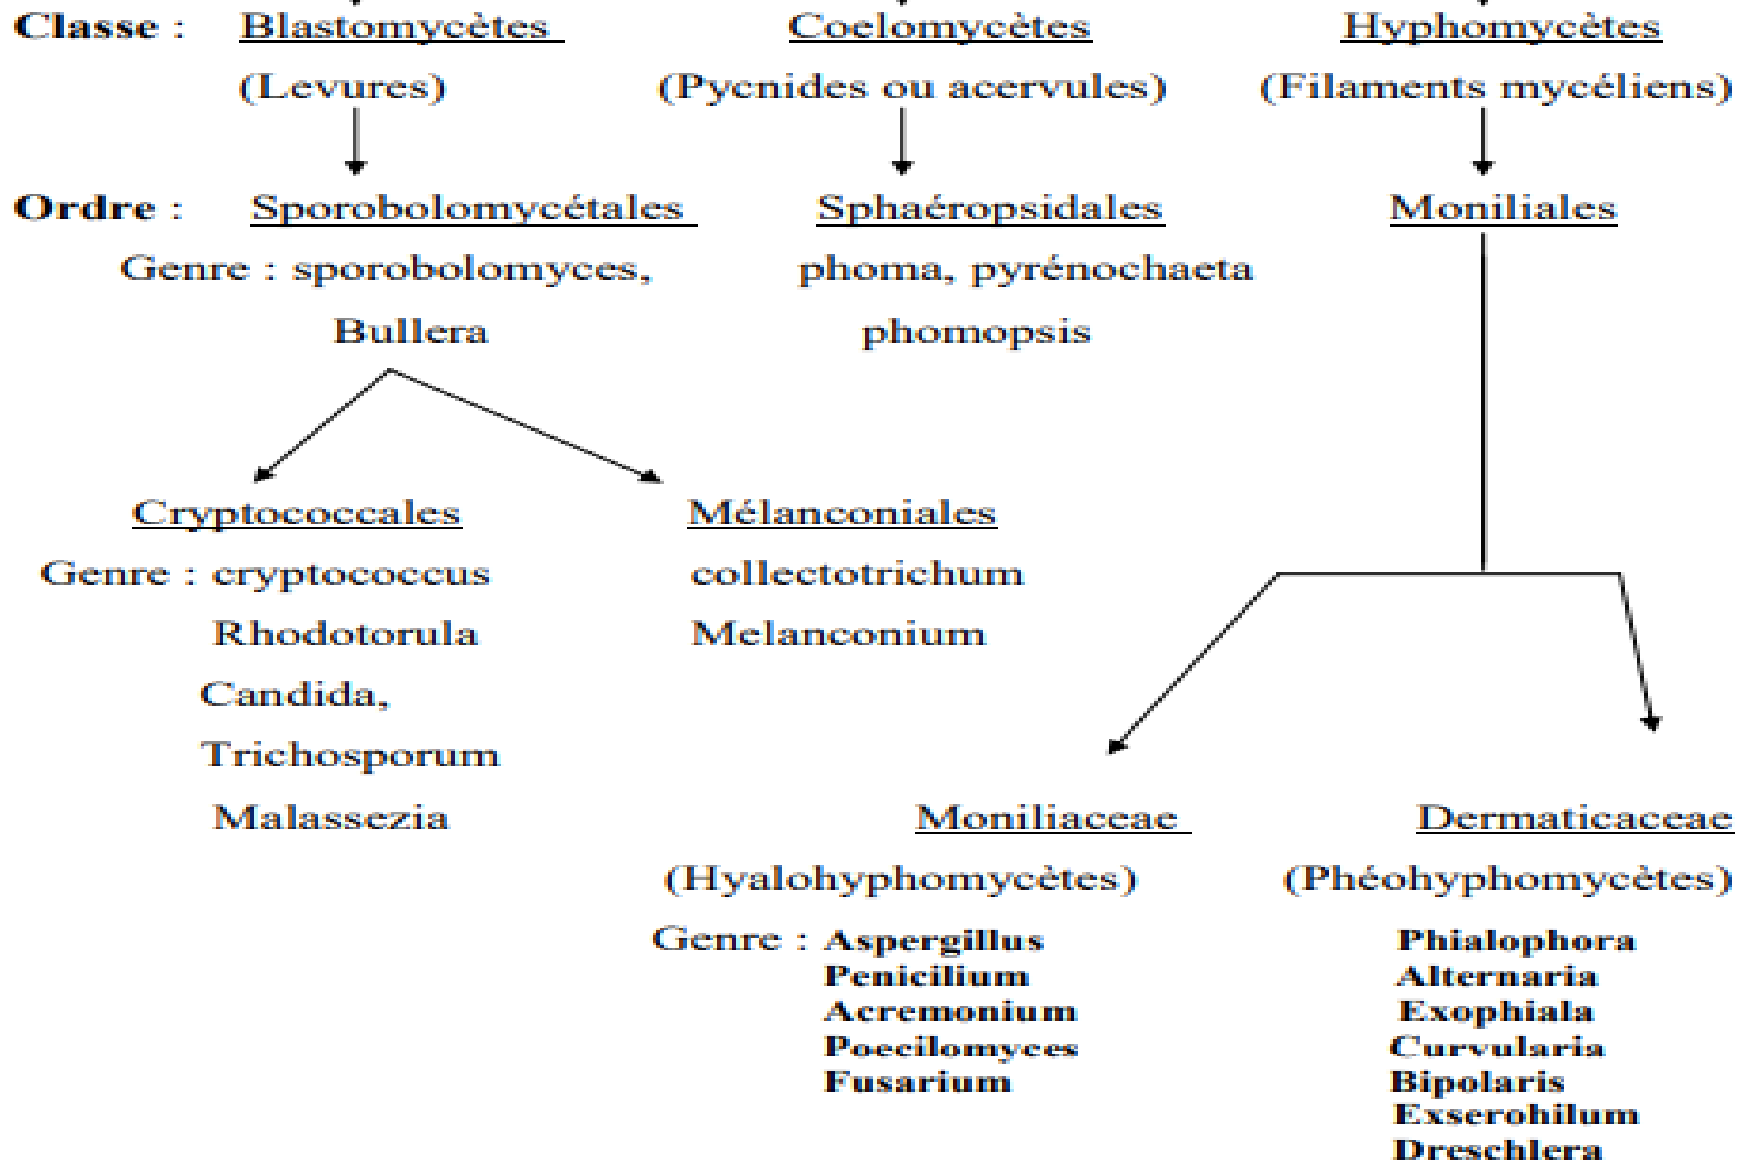 Classe : Blastomycètes Coelomycètes Hyphomycètes
(Levures) (Pycnides ou acervules) (Filaments mycéliens)
Ordre : Sporobolomycétales Sphaéropsidales Moniliales
Genre : sporobolomyces, phoma, pyrénochaeta
Bullera phomopsis
Cryptococcales Mélanconiales
Genre : cryptococcus collectotrichum
Rhodotorula Melanconium
Candida,
Trichosporum
Malassezia Moniliaceae Dermaticaceae
(Hyalohyphomycètes) (Phéohyphomycètes)
Genre : Aspergillus Phialophora
Penicilium Alternaria
Acremonium Exophiala
Poecilomyces Curvularia
Fusarium Bipolaris
Exserohilum
Dreschlera